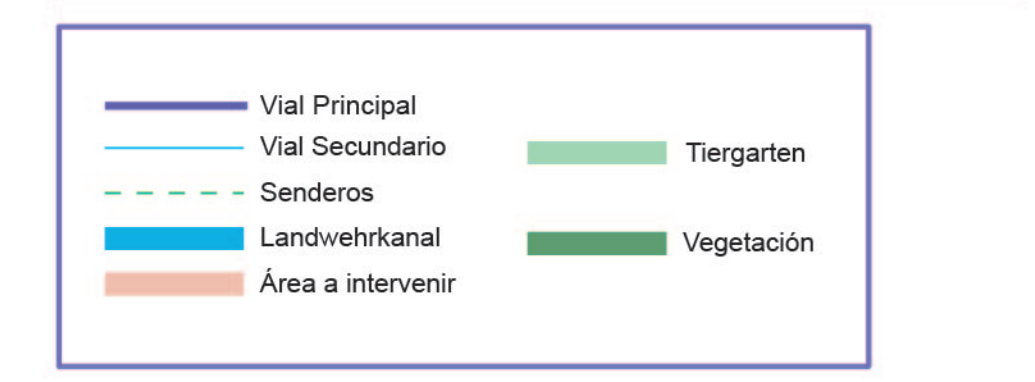 Vial Principal
Vial Secundario
Senderos
Landwehrkanal
Área a intervenir
Tiergarten
Vegetación